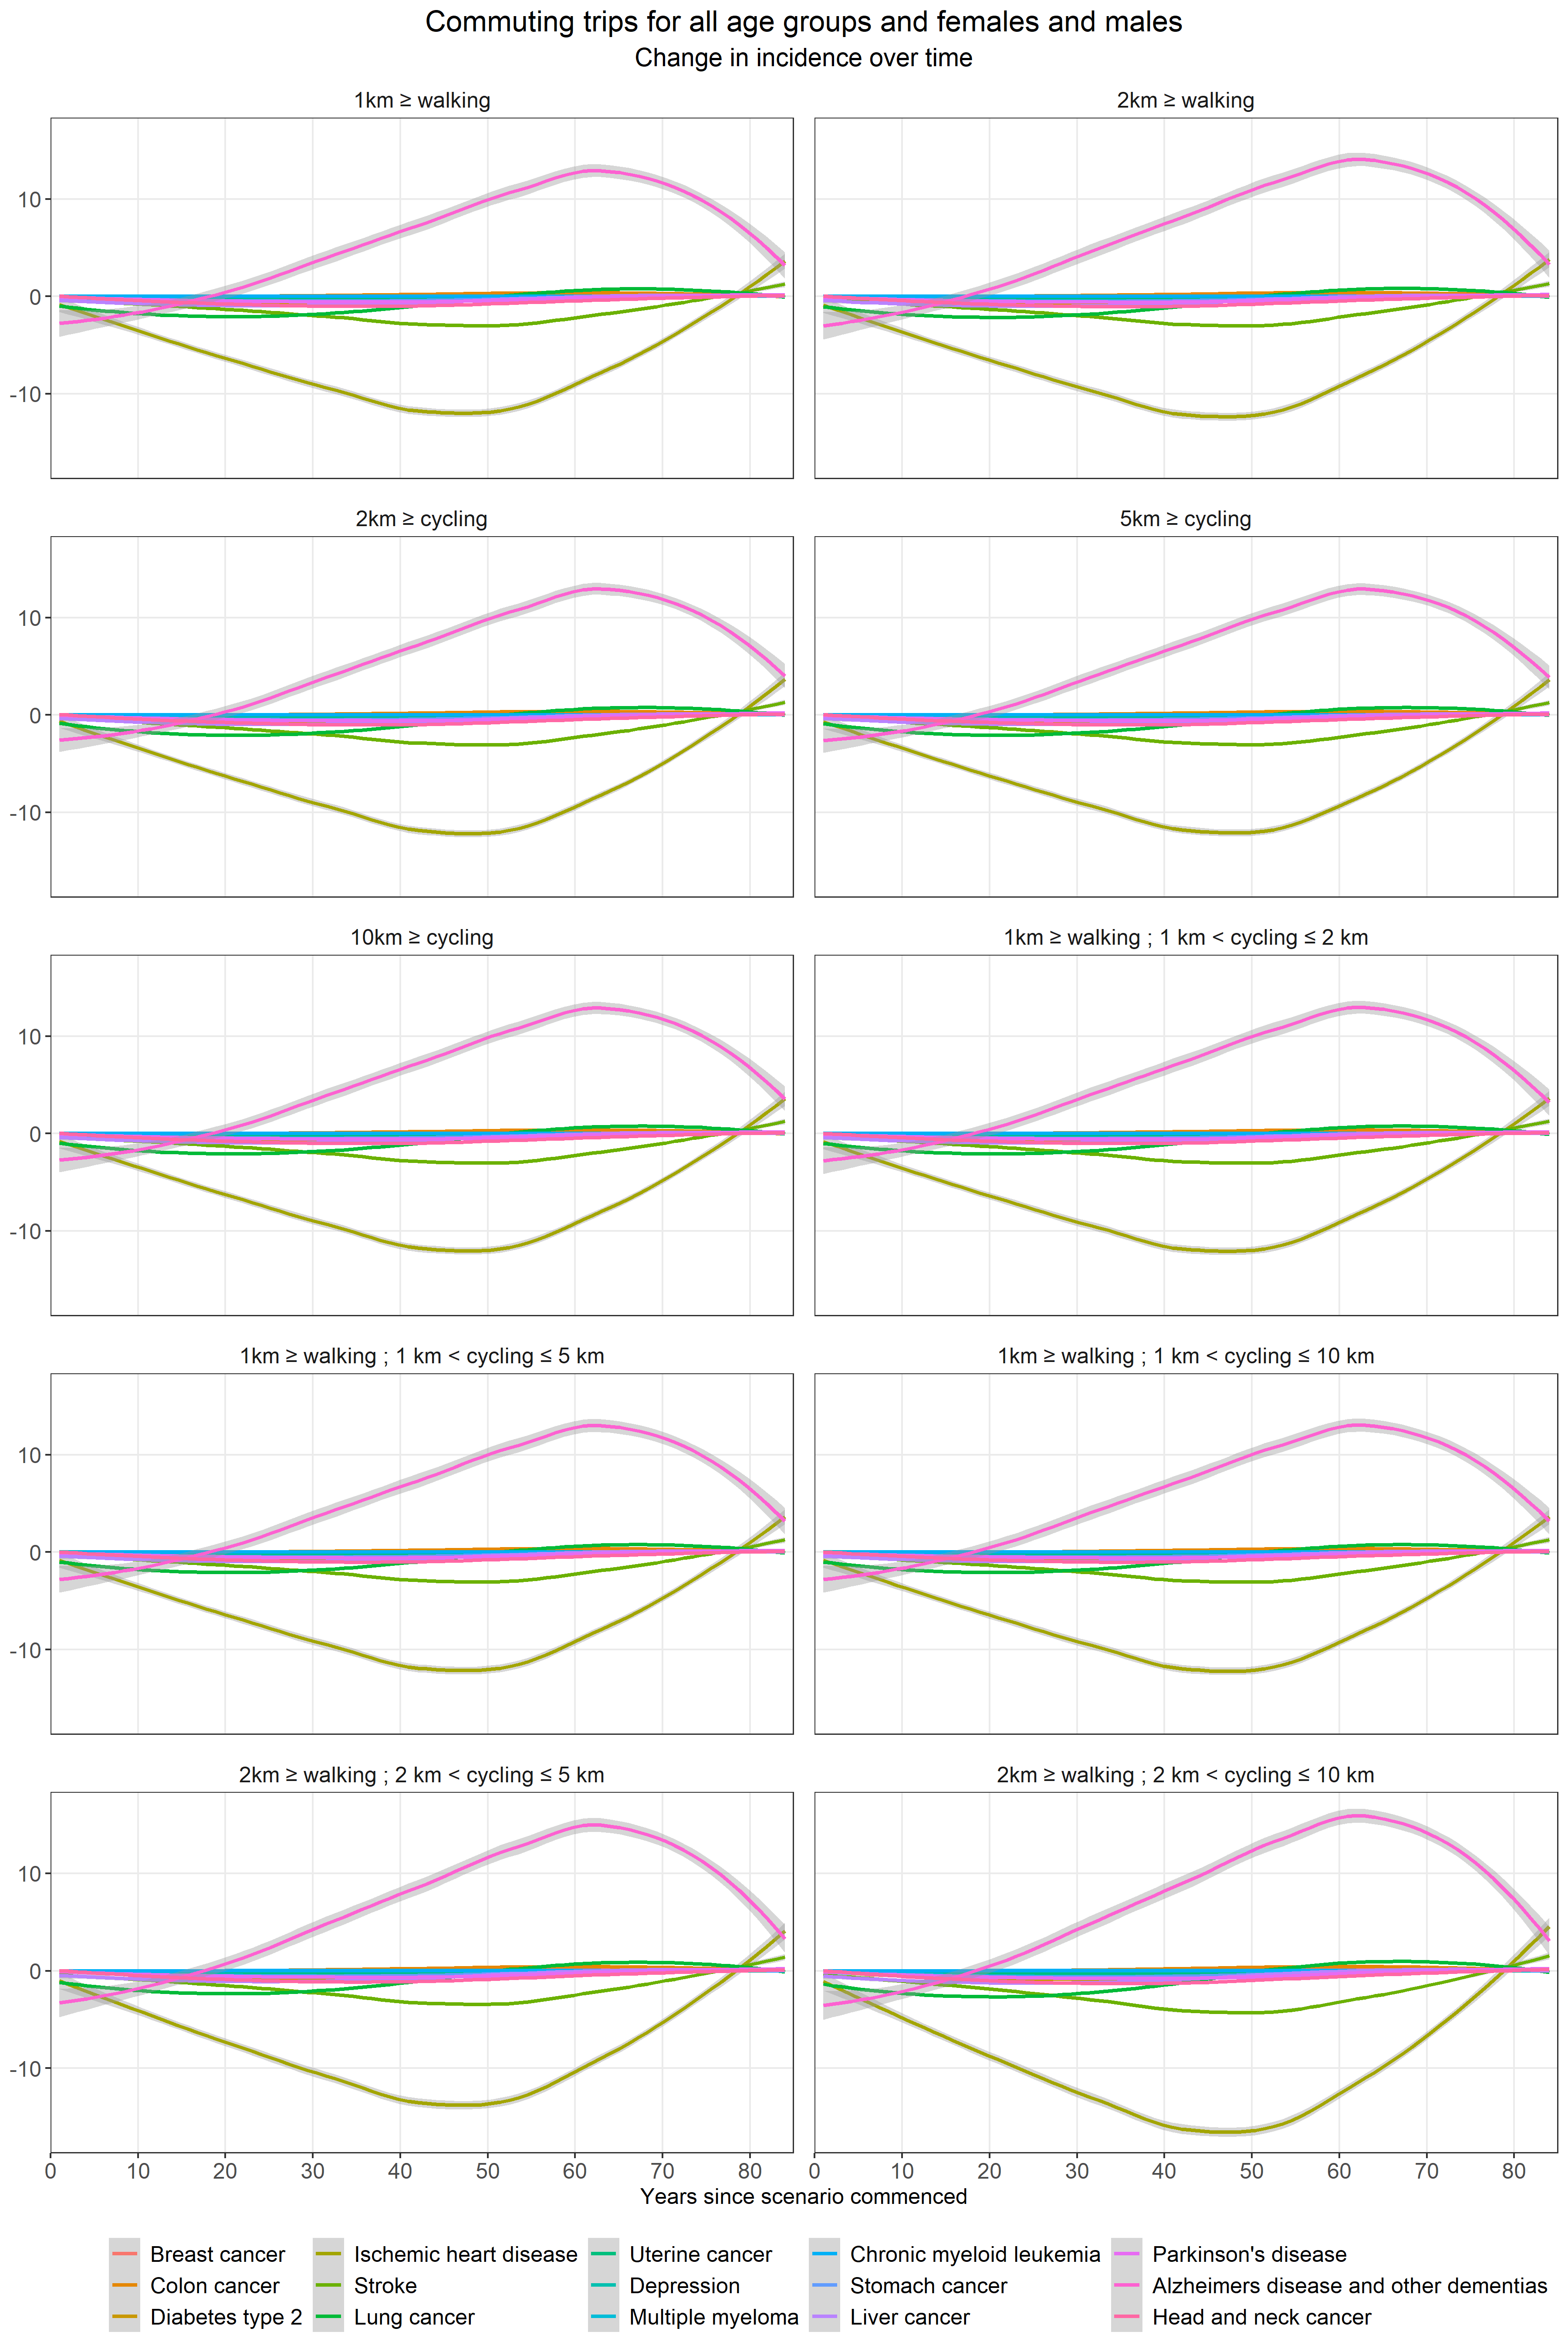 Commuting trips for all age groups and females and males
Change in incidence over time
1km ≥ walking
2km ≥ walking
10
0
-10
2km ≥ cycling
5km ≥ cycling
10
0
-10
10km ≥ cycling
1km ≥ walking ; 1 km < cycling ≤ 2 km
10
0
-10
1km ≥ walking ; 1 km < cycling ≤ 5 km
1km ≥ walking ; 1 km < cycling ≤ 10 km
10
0
-10
2km ≥ walking ; 2 km < cycling ≤ 5 km
2km ≥ walking ; 2 km < cycling ≤ 10 km
10
0
-10
0 10 20 30 40 50 60 70 80
0 10 20 30 40 50 60 70 80
Years since scenario commenced
Breast cancer
Colon cancer
Diabetes type 2
Ischemic heart disease
Stroke
Lung cancer
Uterine cancer
Depression
Multiple myeloma
Chronic myeloid leukemia
Stomach cancer
Liver cancer
Parkinson's disease
Alzheimers disease and other dementias
Head and neck cancer